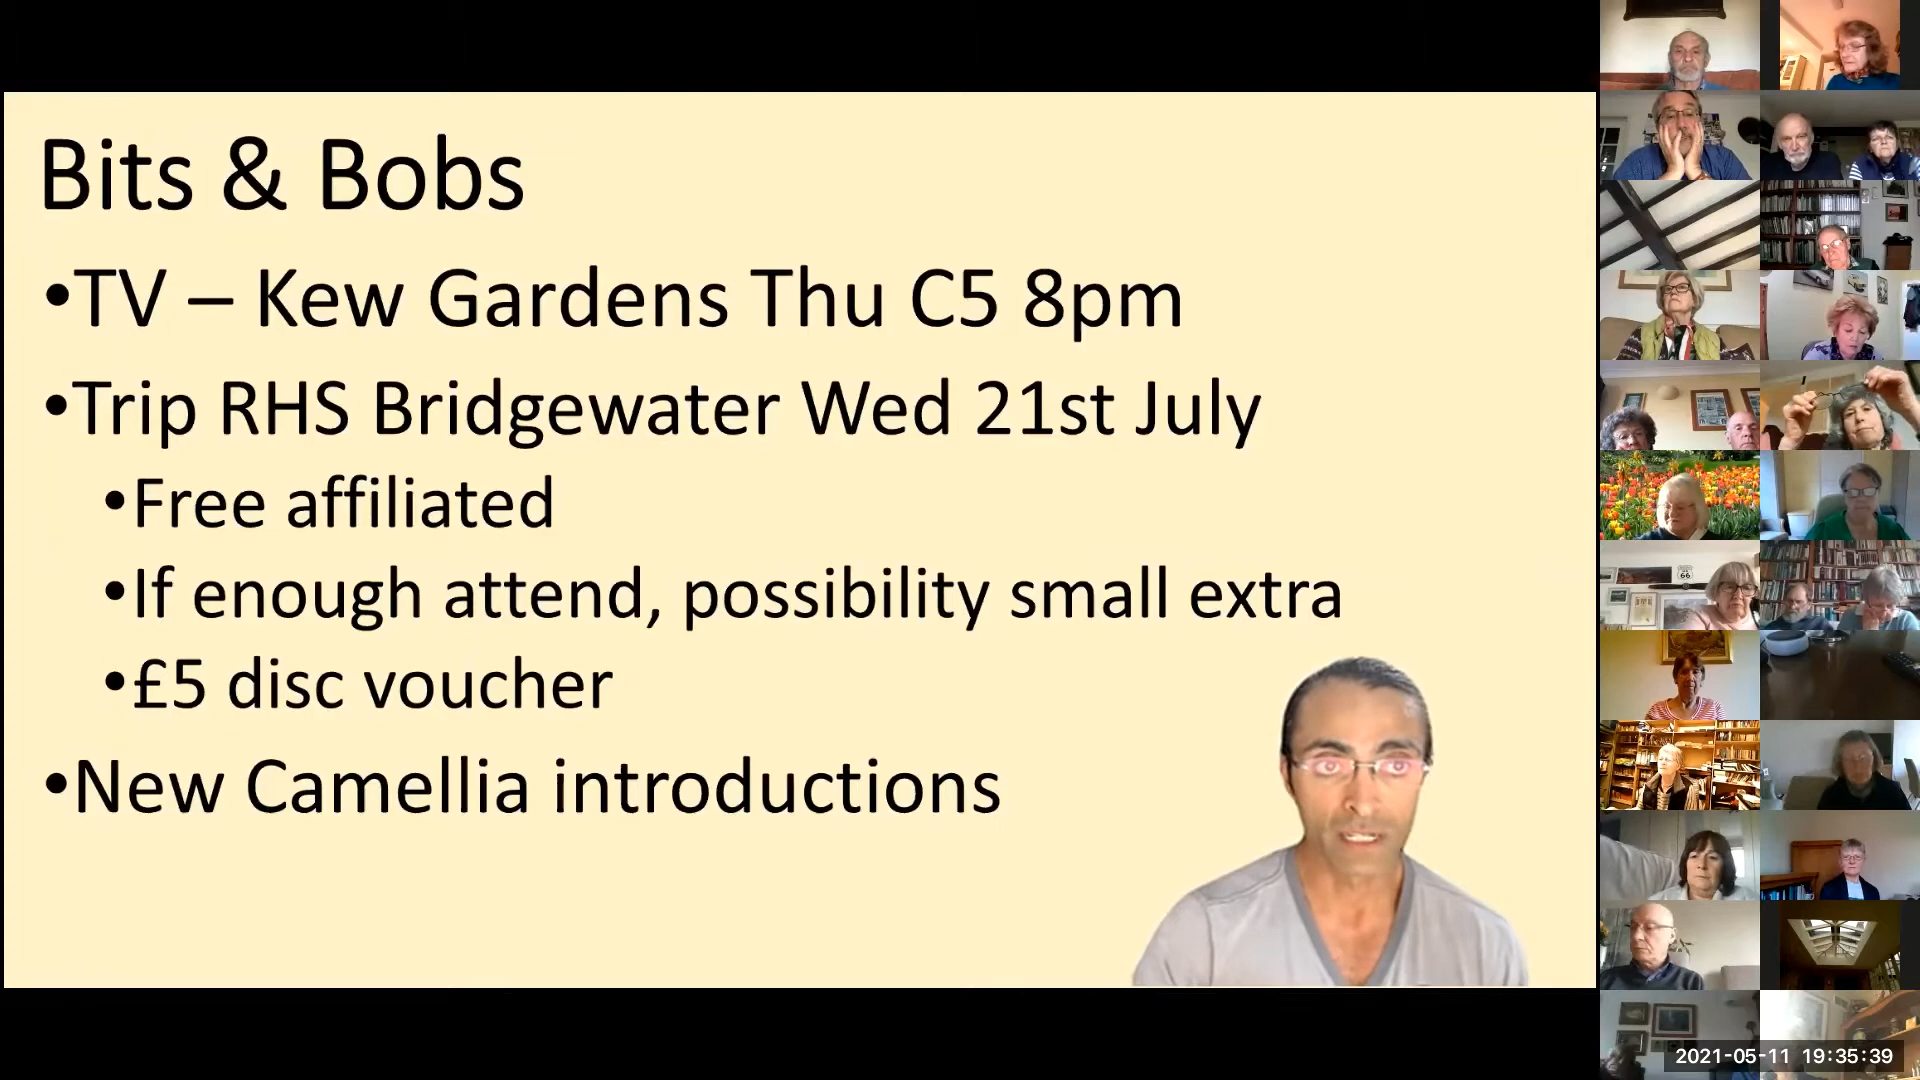 Bits & Bobs
•TV – Kew Gardens Thu C5 8pm
•Trip RHS Bridgewater Wed 21st July
•Free affiliated
•If enough attend, possibility small extra
•£5 disc voucher
•New Camellia introductions
66
2021-05-11 19:35:39